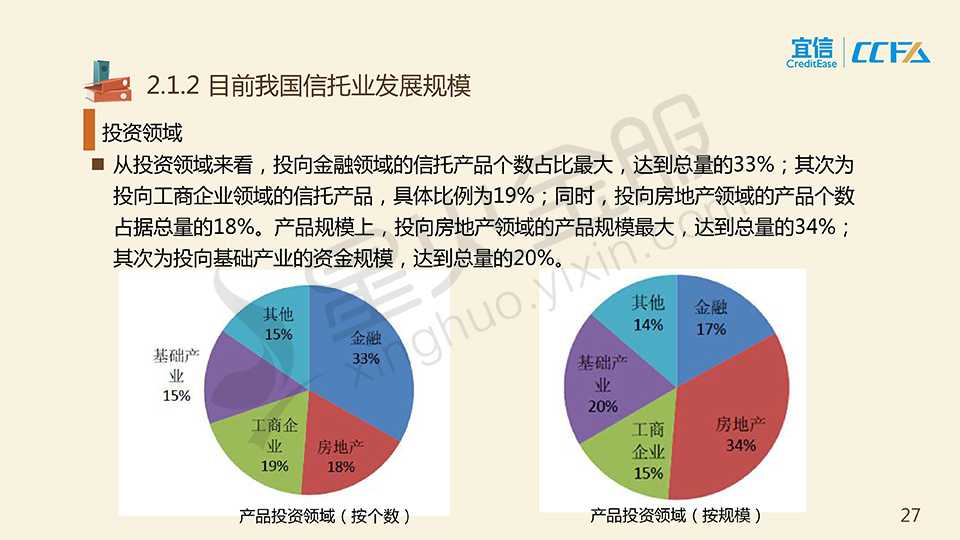 宜信
CreditEase
CCFA
2.1.2 目前我国信托业发展规模
投资领域
从投资领域来看，投向金融领域的信托产品个数占比最大，达到总量的33%；其次为
投向工商企业领域的信托产品，具体比例为19%；同时，投向房地产领域的产品个数
占据总量的18%。产品规模上，投向房地产领域的产品规模最大，达到总量的34%；
其次为投向基础产业的资金规模，达到总量的20%。
星火金服
xinghuo.yixin.com
其他
15%
金融
33%
基础产
业
15%
工商企
业
19%
房地产
18%
产品投资领域（按个数）
其他
14%
金融
17%
基础产
业
20%
房地产
34%
工商
企业
15%
产品投资领域（按规模）
27